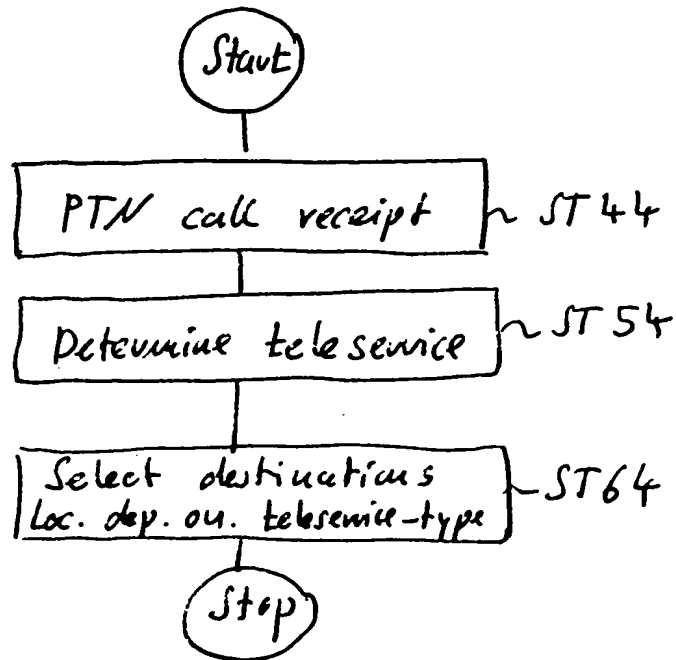 Start
PTN call receipt ST44
Determine teleservice ST54
Select destinations
Loc. dep. on. teleservice-type ST64
Stop